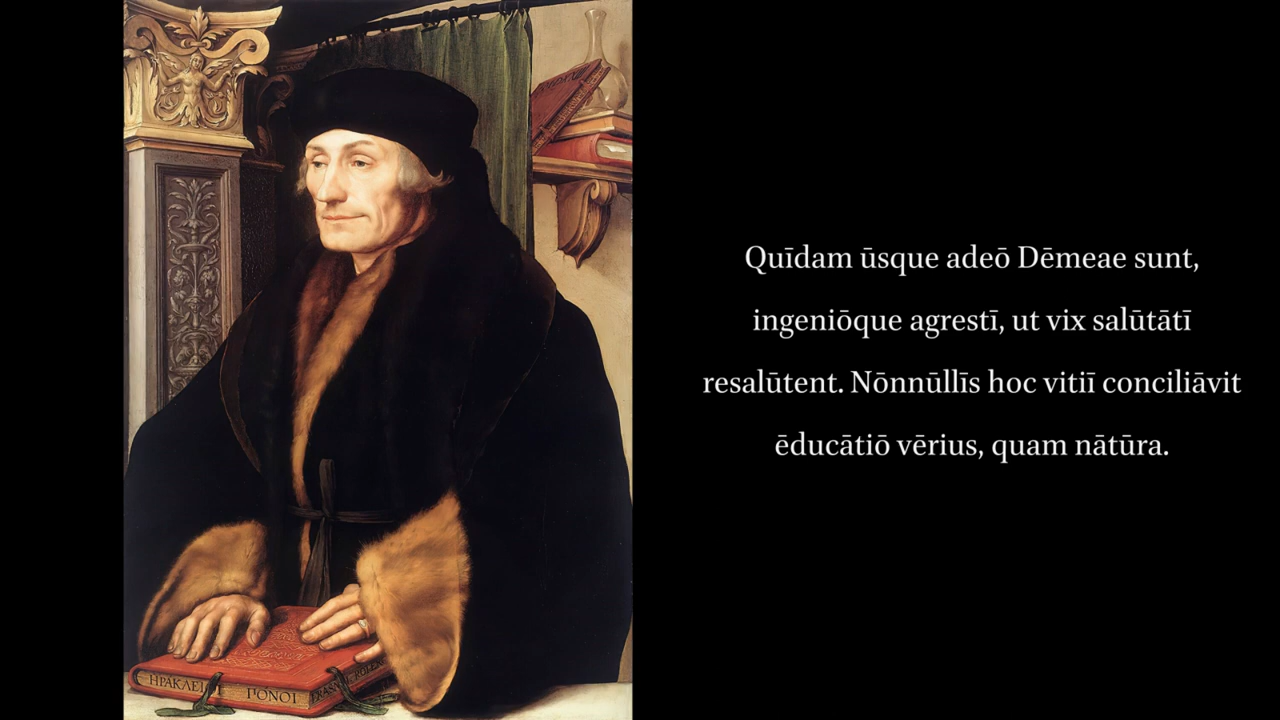 Quīdam ūsque adeō Dēmeae sunt,
ingeniōque agrestī, ut vix salūtātī
resalūtent. Nōnnūllīs hoc vitiī conciliāvit
ēducātiō vērius, quam nātūra.
ΠΟΝΟΙ